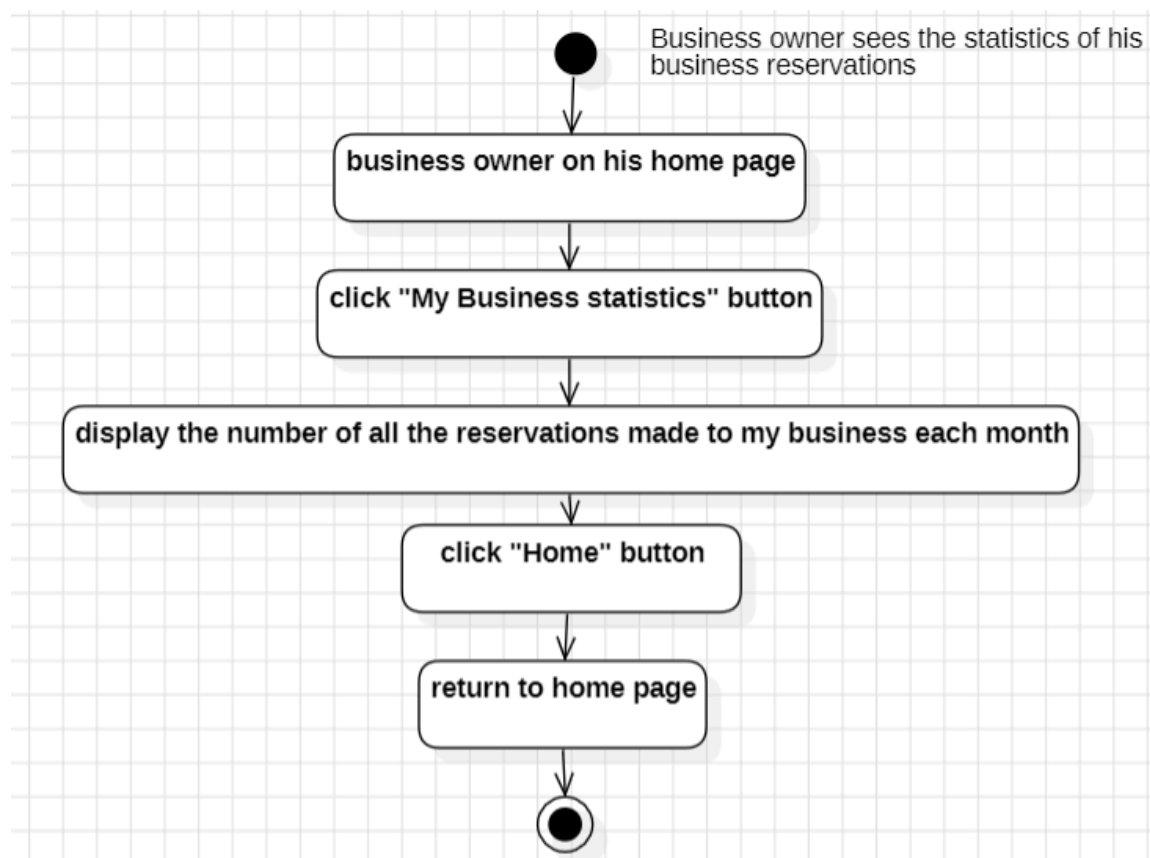 Business owner sees the statistics of his
business reservations
business owner on his home page
click "My Business statistics" button
display the number of all the reservations made to my business each month
click "Home" button
return to home page